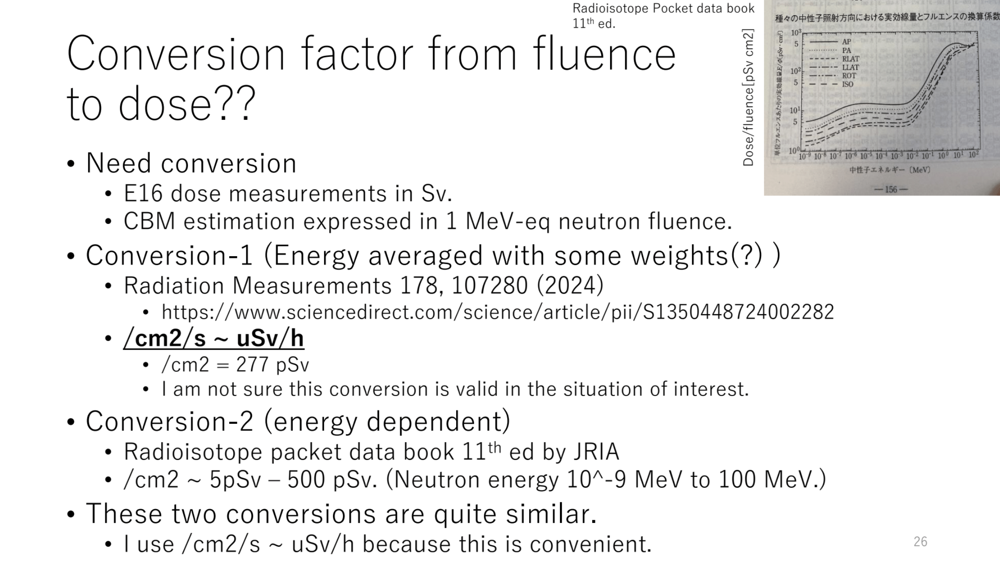 Radioisotope Pocket data book
11th ed.
Conversion factor from fluence
to dose??
• Need conversion
• E16 dose measurements in Sv.
• CBM estimation expressed in 1 MeV-eq neutron fluence.
• Conversion-1 (Energy averaged with some weights(?) )
• Radiation Measurements 178, 107280 (2024)
• https://www.sciencedirect.com/science/article/pii/S1350448724002282
• /cm2/s ~ uSv/h
• /cm2 = 277 pSv
• I am not sure this conversion is valid in the situation of interest.
• Conversion-2 (energy dependent)
• Radioisotope packet data book 11th ed by JRIA
• /cm2 ~ 5pSv – 500 pSv. (Neutron energy 10^-9 MeV to 100 MeV.)
• These two conversions are quite similar.
• I use /cm2/s ~ uSv/h because this is convenient.
26
Dose/fluence[pSv cm2]
種々の中性子照射方向における実効線量とフルエンスの換算係数
単位フルエンスあたりの実効線量E/Φ[pSv・cm²]
10³
5
10²
5
10¹
5
10⁰
AP
PA
RLAT
LLAT
ROT
ISO
10⁻⁹ 10⁻⁸ 10⁻⁷ 10⁻⁶ 10⁻⁵ 10⁻⁴ 10⁻³ 10⁻² 10⁻¹ 10⁰ 10¹ 10²
中性子エネルギー〔MeV〕
— 156 —